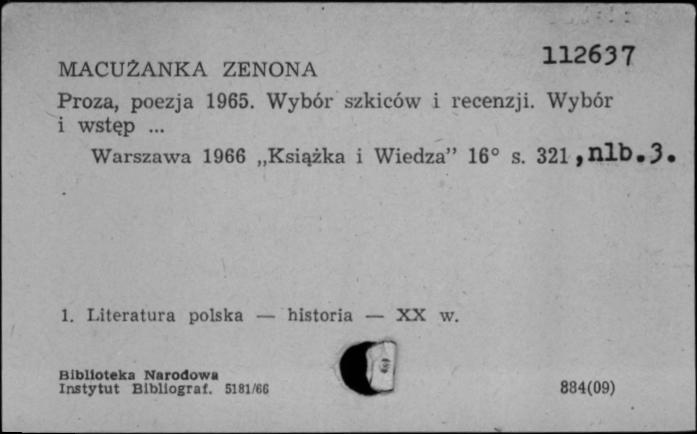 112637
MACUŻANKA ZENONA
Proza, poezja 1965. Wybór szkiców i recenzji. Wybór
i wstęp ...
Warszawa 1966 „Książka i Wiedza” 16° s. 321, nlb.3.
1. Literatura polska — historia — XX w.
Biblioteka Narodowa
Instytut Bibliograf. 5181/66
884(09)